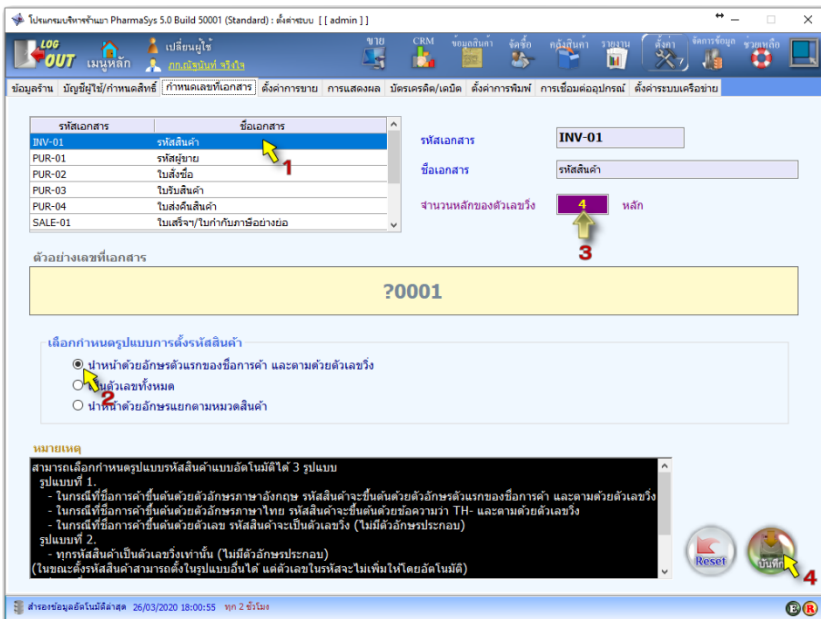 โปรแกรมบริหารร้านยา PharmaSys 5.0 Build 50001 (Standard) : ตั้งค่าระบบ [ [ admin ] ]
LOG OUT
เมนูหลัก
เปลี่ยนผู้ใช้
ภก.ณัฐนันท์ จริงใจ
ขาย
CRM
ข้อมูลสินค้า
จัดซื้อ
คลังสินค้า
รายงาน
ตั้งค่า
จัดการข้อมูล
ช่วยเหลือ
ข้อมูลร้าน บัญชีผู้ใช้/กำหนดสิทธิ์ กำหนดเลขที่เอกสาร ตั้งค่าการขาย การแสดงผล บัตรเครดิต/เดบิต ตั้งค่าการพิมพ์ การเชื่อมต่ออุปกรณ์ ตั้งค่าระบบเครือข่าย
รหัสเอกสาร ชื่อเอกสาร
INV-01 รหัสสินค้า
PUR-01 รหัสผู้ขาย
PUR-02 ใบสั่งซื้อ
PUR-03 ใบรับสินค้า
PUR-04 ใบส่งคืนสินค้า
SALE-01 ใบเสร็จฯ/ใบกำกับภาษีอย่างย่อ
1
รหัสเอกสาร INV-01
ชื่อเอกสาร รหัสสินค้า
จำนวนหลักของตัวเลขวิ่ง 4 หลัก
3
ตัวอย่างเลขที่เอกสาร
?0001
เลือกกำหนดรูปแบบการตั้งรหัสสินค้า
นำหน้าด้วยอักษรตัวแรกของชื่อการค้า และตามด้วยตัวเลขวิ่ง
เป็นตัวเลขทั้งหมด
2
นำหน้าด้วยอักษรแยกตามหมวดสินค้า
หมายเหตุ
สามารถเลือกกำหนดรูปแบบรหัสสินค้าแบบอัตโนมัติได้ 3 รูปแบบ
รูปแบบที่ 1.
- ในกรณีที่ชื่อการค้าขึ้นต้นด้วยตัวอักษรภาษาอังกฤษ รหัสสินค้าจะขึ้นต้นด้วยตัวอักษรตัวแรกของชื่อการค้า และตามด้วยตัวเลขวิ่ง
- ในกรณีที่ชื่อการค้าขึ้นต้นด้วยตัวอักษรภาษาไทย รหัสสินค้าจะขึ้นต้นด้วยข้อความว่า TH- และตามด้วยตัวเลขวิ่ง
- ในกรณีที่ชื่อการค้าขึ้นต้นด้วยตัวเลข รหัสสินค้าจะเป็นตัวเลขวิ่ง (ไม่มีตัวอักษรประกอบ)
รูปแบบที่ 2.
- ทุกรหัสสินค้าเป็นตัวเลขวิ่งเท่านั้น (ไม่มีตัวอักษรประกอบ)
(ในขณะตั้งรหัสสินค้าสามารถตั้งในรูปแบบอื่นได้ แต่ตัวเลขในรหัสจะไม่เพิ่มให้โดยอัตโนมัติ)
Reset
บันทึก
4
สำรองข้อมูลอัตโนมัติล่าสุด 26/03/2020 18:00:55 ทุก 2 ชั่วโมง
E R